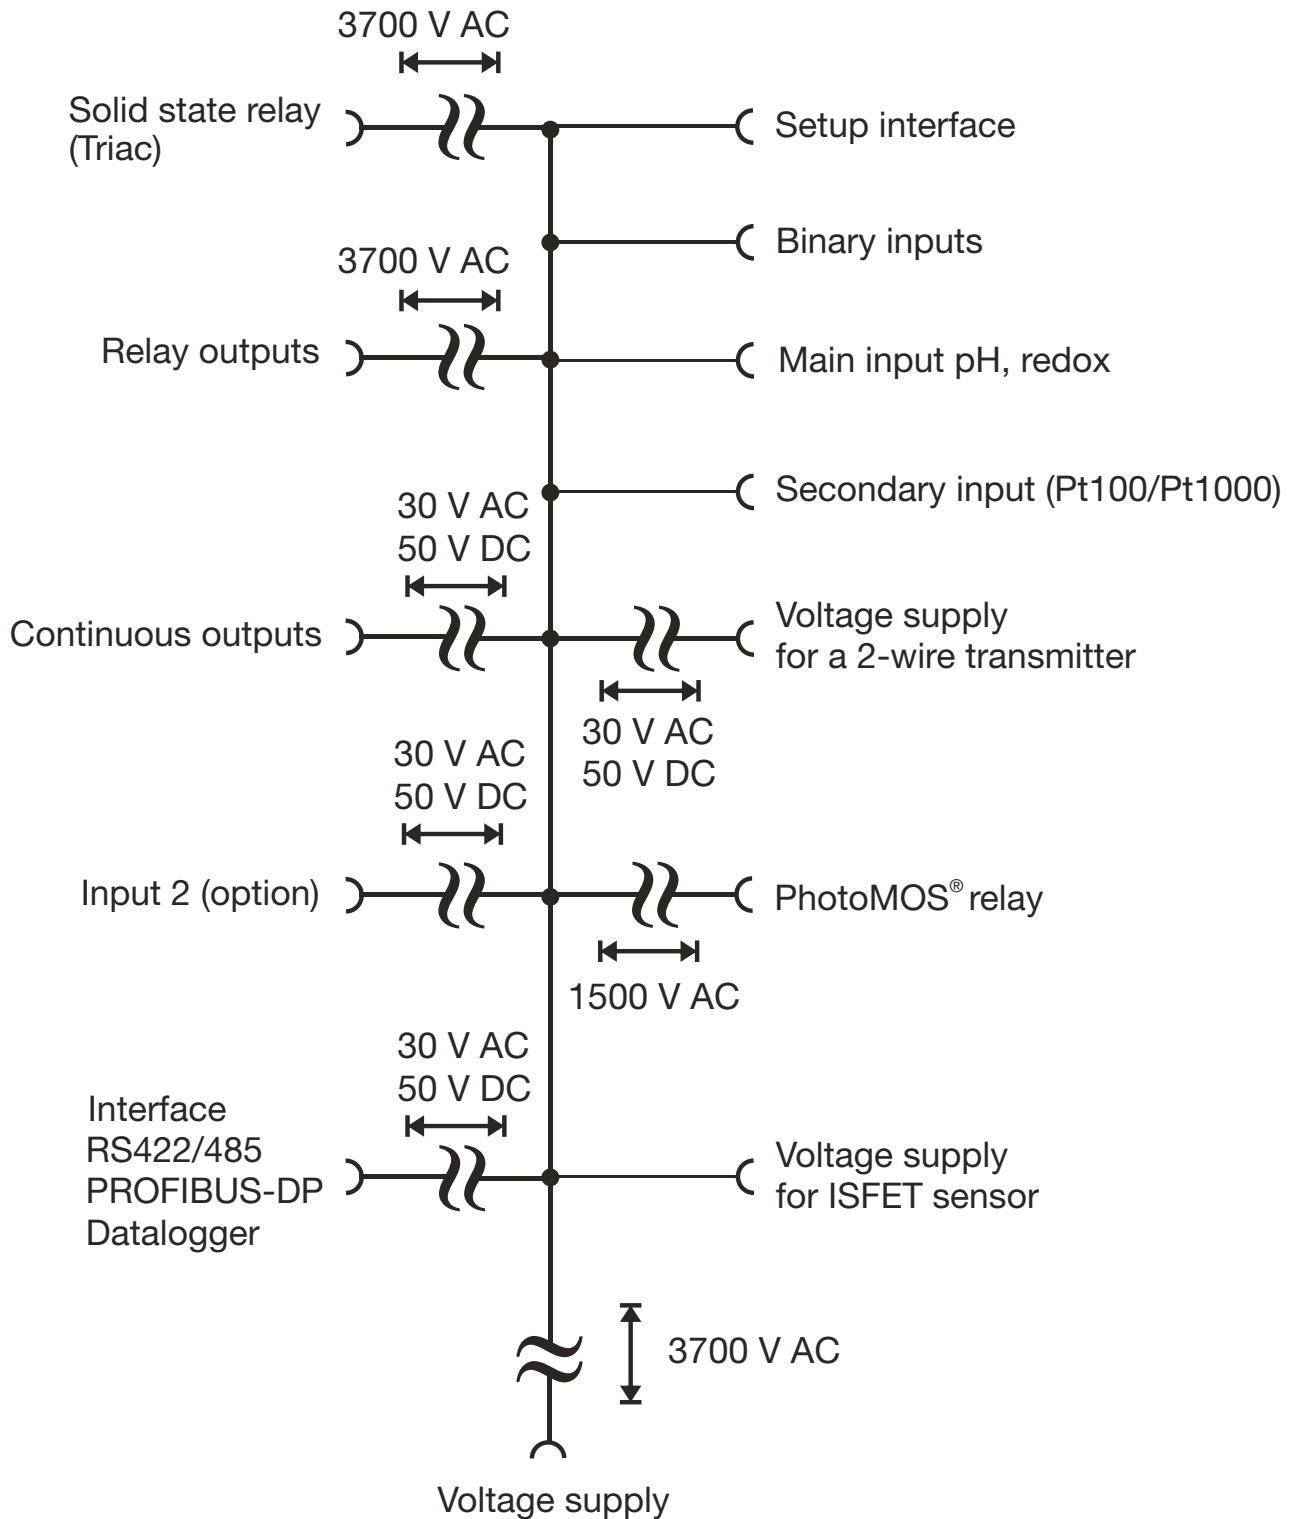 3700 V AC
Solid state relay
(Triac)
Setup interface
Binary inputs
3700 V AC
Relay outputs
Main input pH, redox
Secondary input (Pt100/Pt1000)
30 V AC
50 V DC
Continuous outputs
Voltage supply
for a 2-wire transmitter
30 V AC
50 V DC
30 V AC
50 V DC
Input 2 (option)
PhotoMOS® relay
1500 V AC
30 V AC
50 V DC
Interface
RS422/485
PROFIBUS-DP
Datalogger
Voltage supply
for ISFET sensor
3700 V AC
Voltage supply